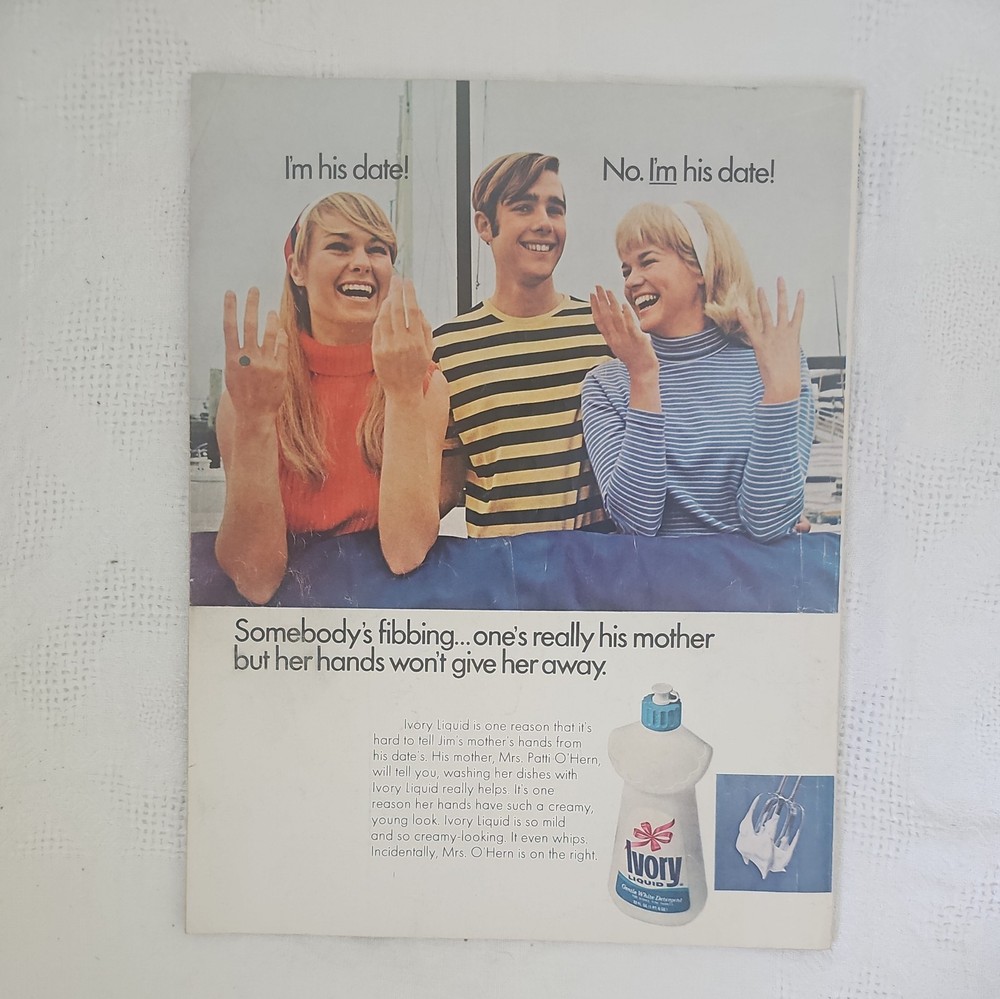 I'm his date!
No. I'm his date!
Somebody's fibbing...one's really his mother
but her hands won't give her away.
Ivory Liquid is one reason that it's
hard to tell Jim's mother's hands from
his date's. His mother, Mrs. Patti O'Hern,
will tell you, washing her dishes with
Ivory Liquid really helps. It's one
reason her hands have such a creamy,
young look. Ivory Liquid is so mild
and so creamy-looking. It even whips.
Incidentally, Mrs. O'Hern is on the right.
Ivory
LIQUID
Gentle White Detergent